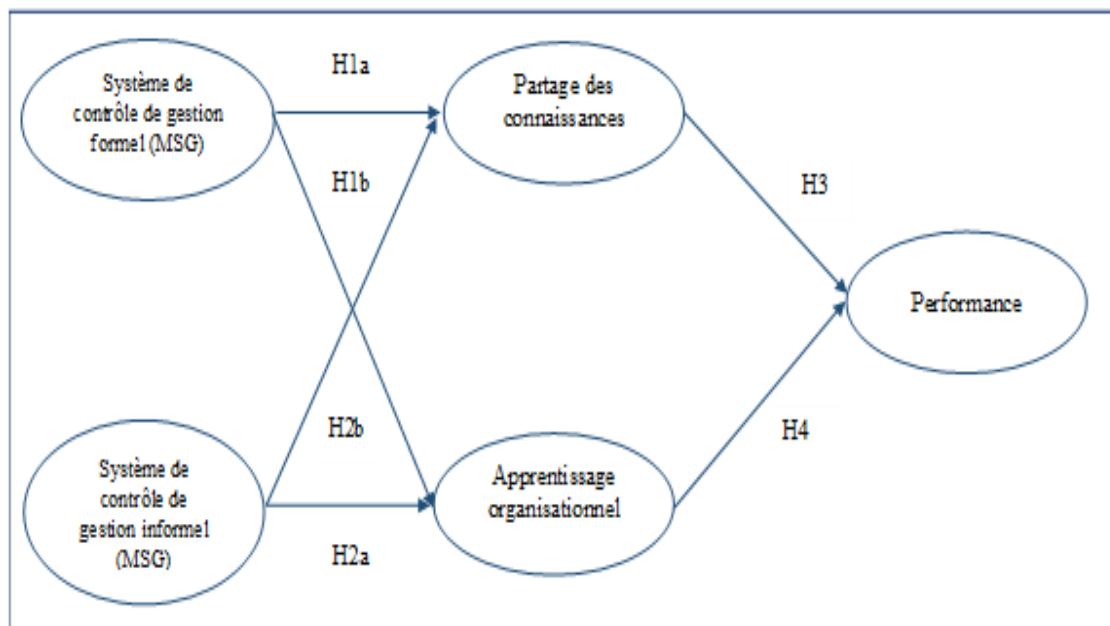 Système de
contrôle de gestion
formel (MSG)
H1a
Partage des
connaissances
H1b
H3
Performance
H2b
H4
Système de
contrôle de
gestion informel
(MSG)
Apprentissage
organisationnel
H2a